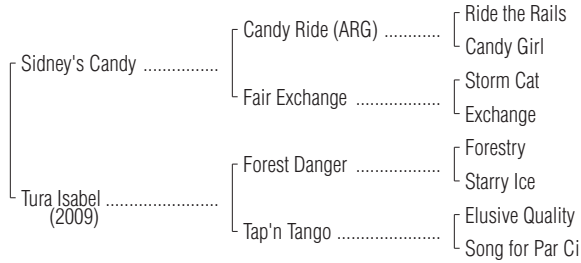 Ride the Rails
Candy Ride (ARG) ............
Candy Girl
Sidney's Candy ................
Storm Cat
Fair Exchange ..................
Exchange
Forestry
Forest Danger ..................
Starry Ice
Tura Isabel .......................
(2009)
Elusive Quality
Tap'n Tango ......................
Song for Par Ci